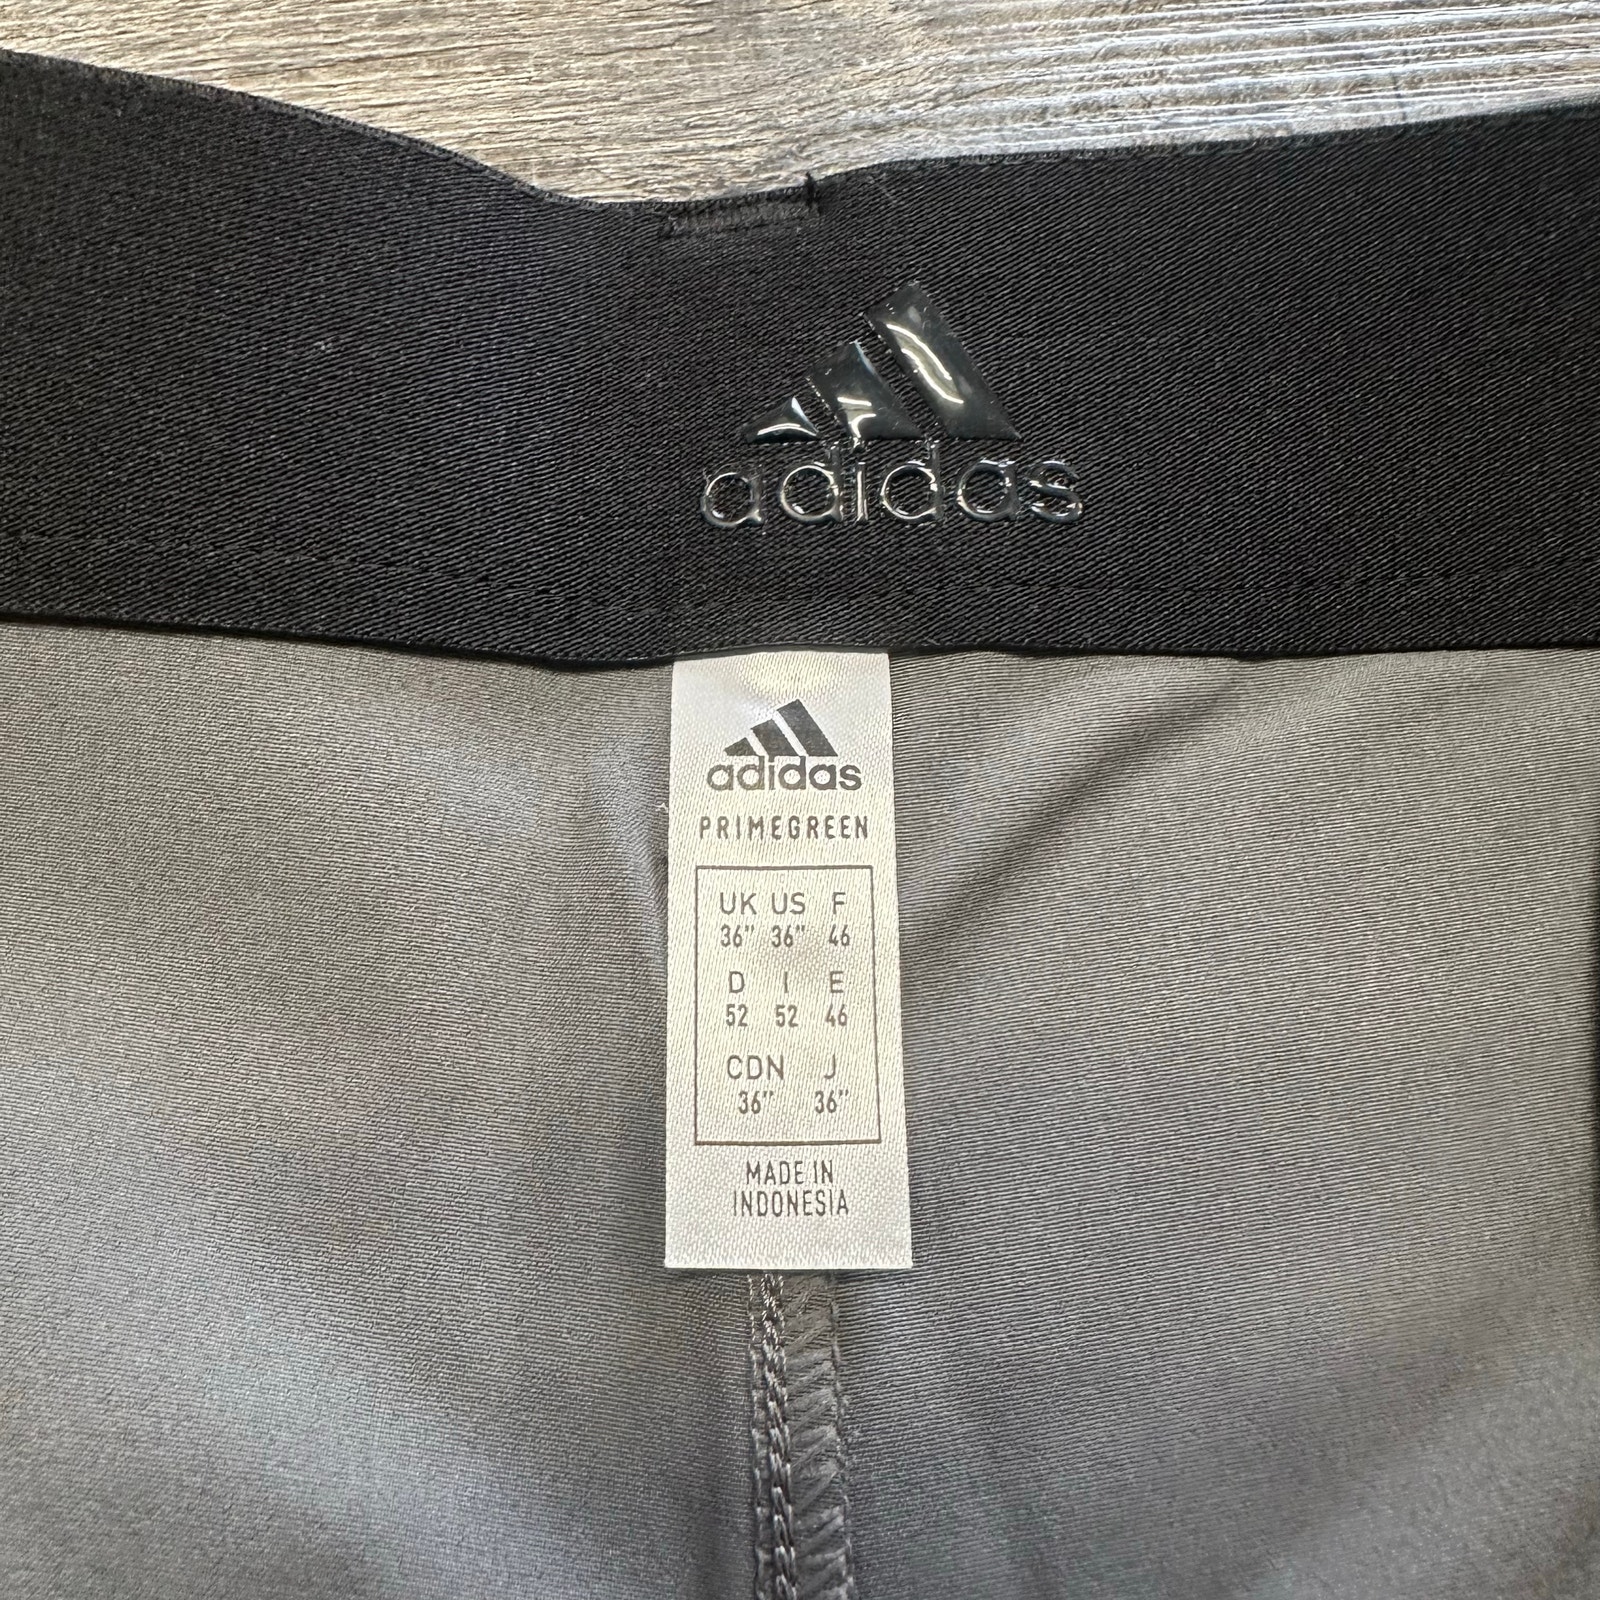 adidas
adidas
PRIMEGREEN
UK US F
36" 36" 46
D I E
52 52 46
CDN J
36" 36"
MADE IN
INDONESIA